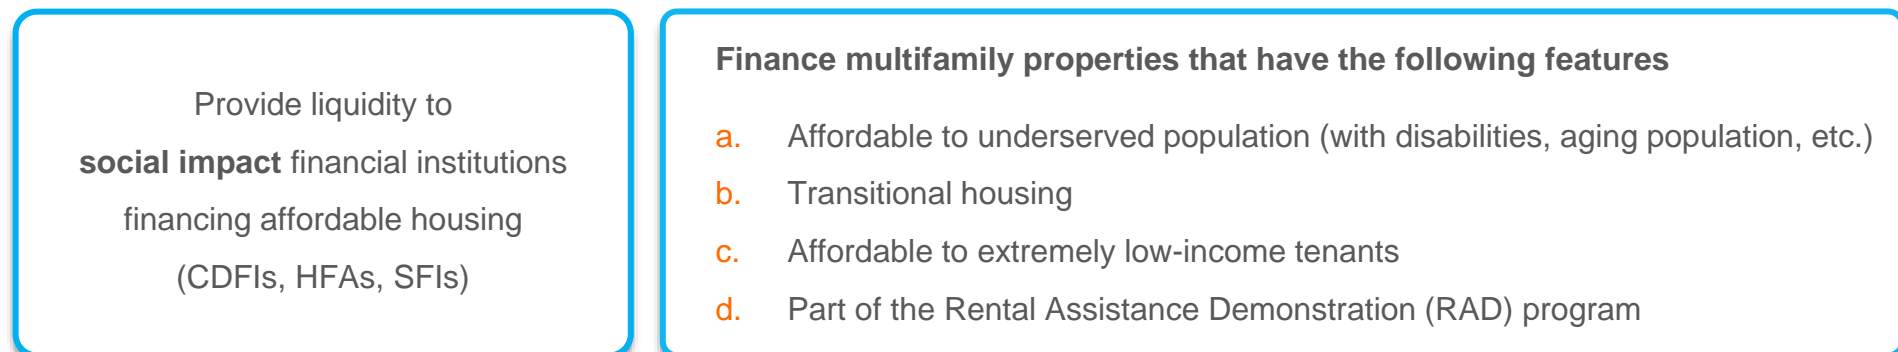 Provide liquidity to
social impact financial institutions
financing affordable housing
(CDFIs, HFAs, SFIs)
Finance multifamily properties that have the following features
a. Affordable to underserved population (with disabilities, aging population, etc.)
b. Transitional housing
c. Affordable to extremely low-income tenants
d. Part of the Rental Assistance Demonstration (RAD) program